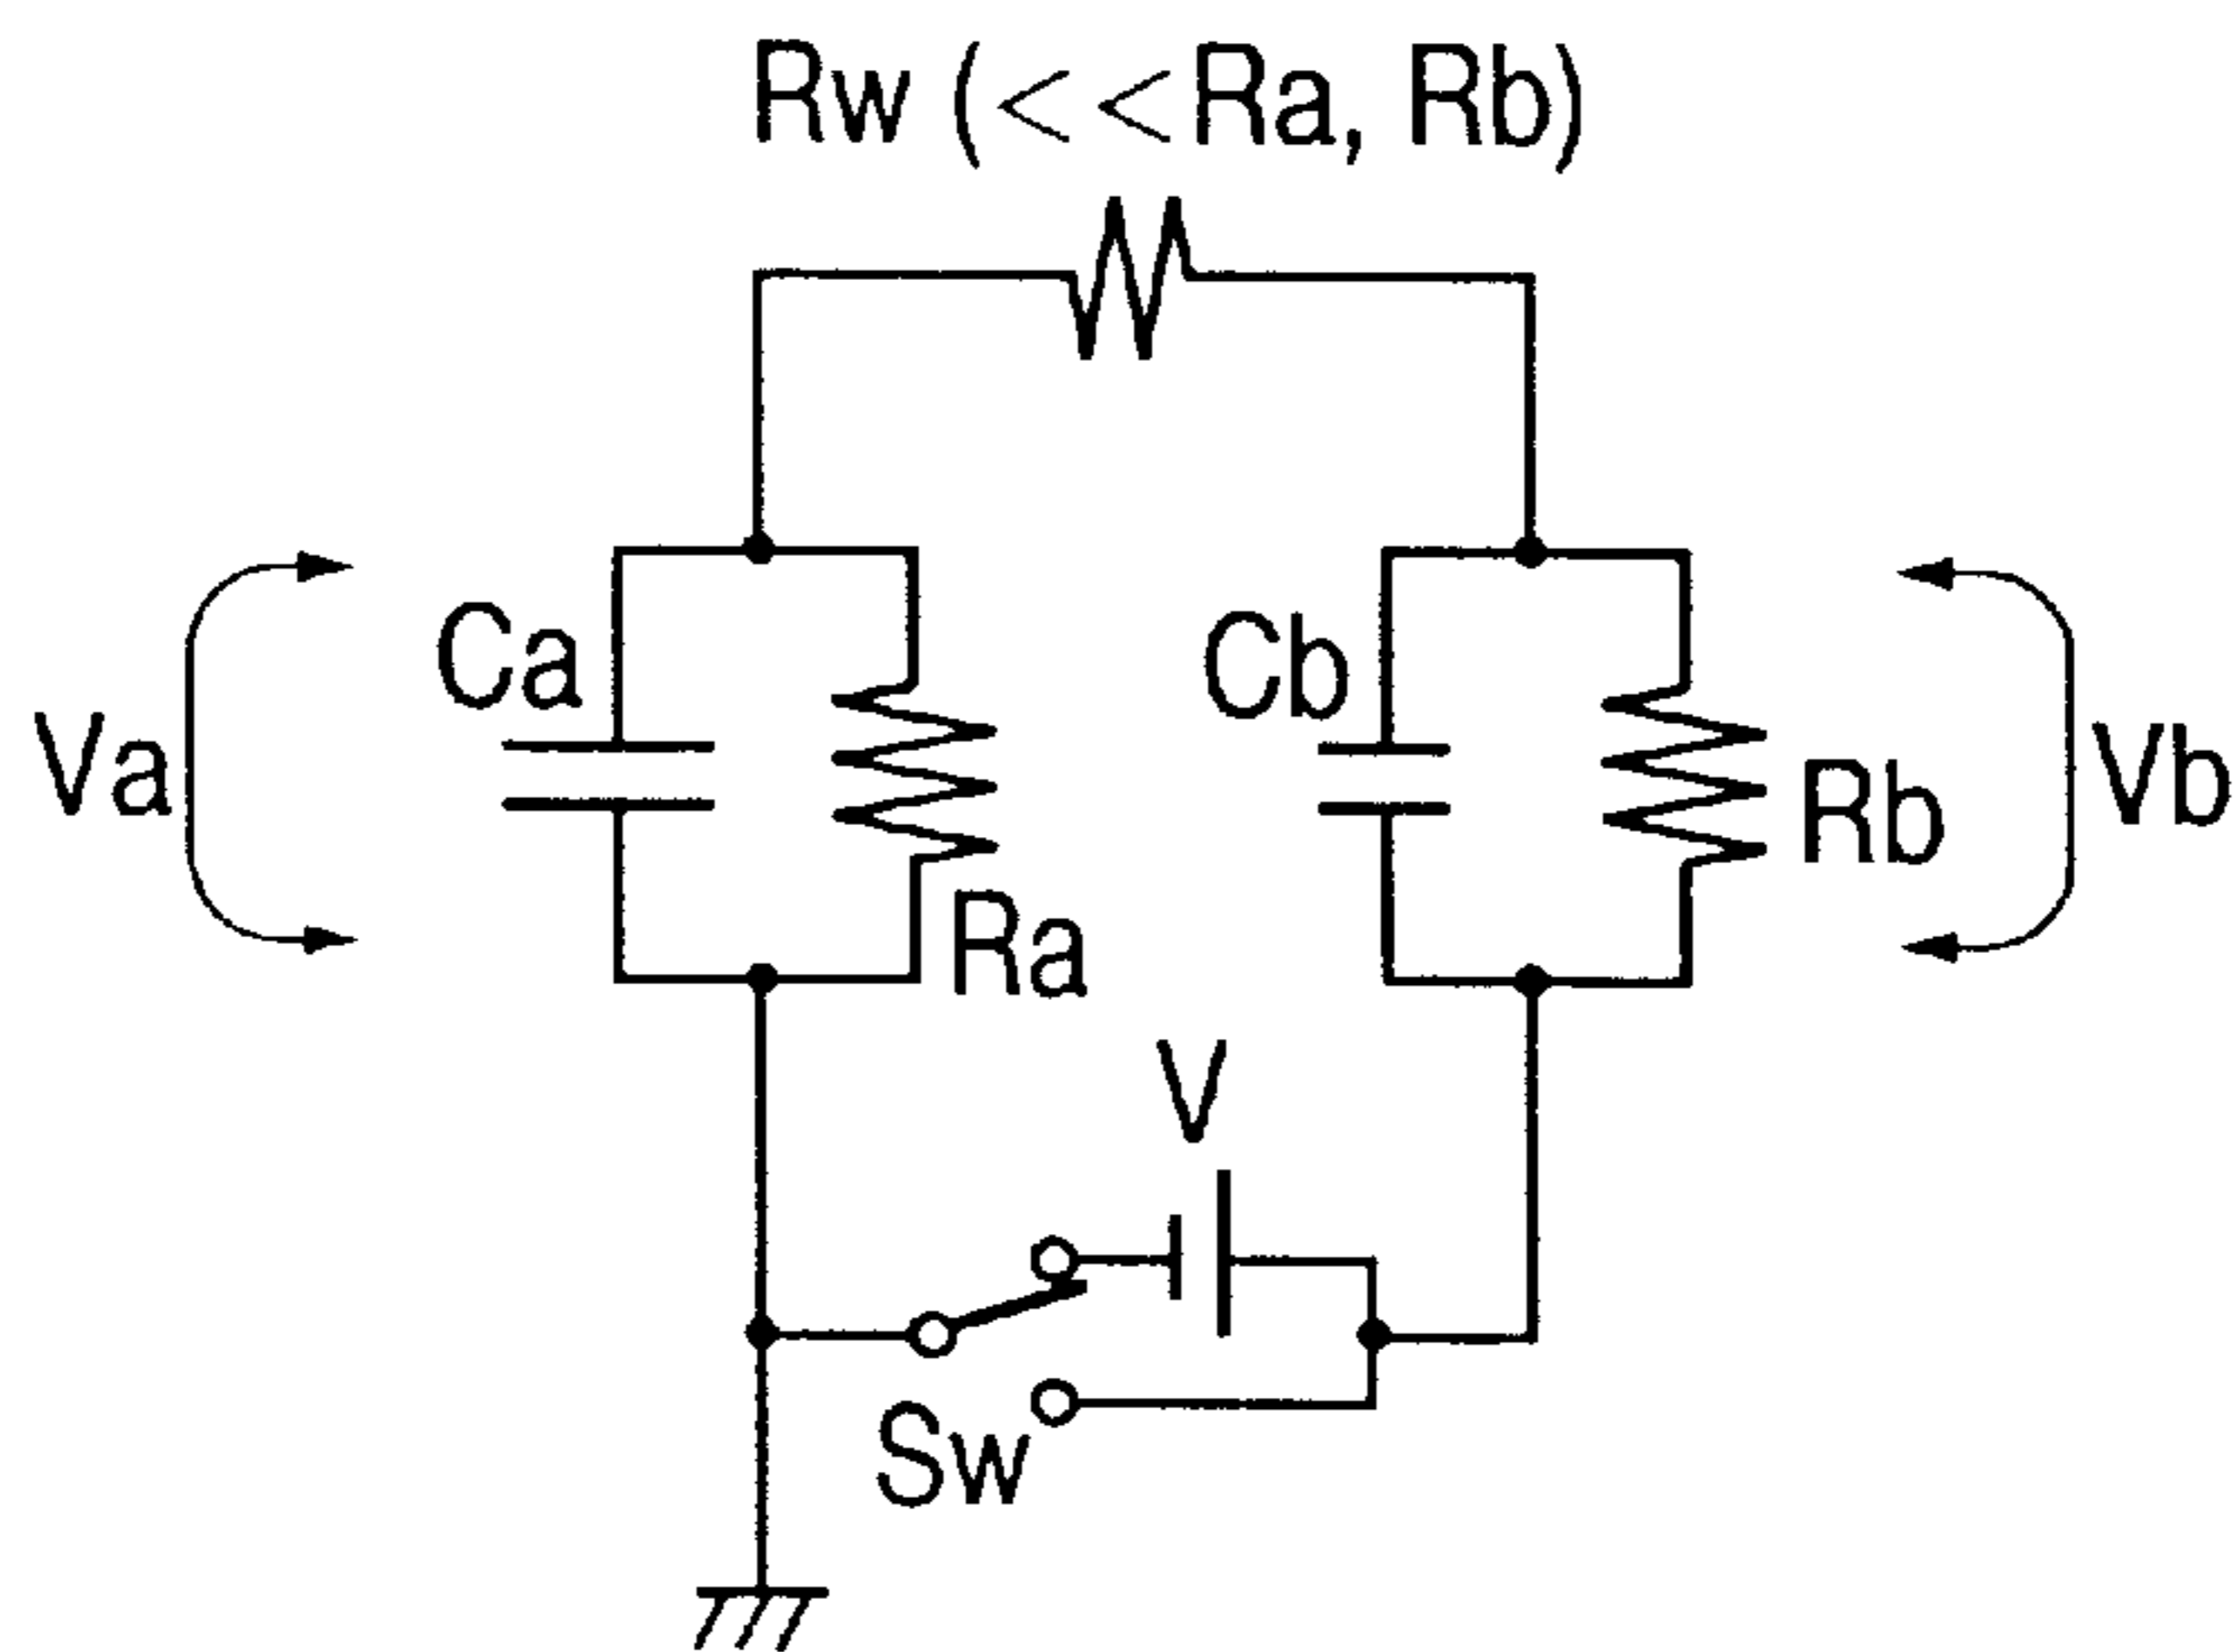 Rw (<<Ra, Rb)
Ca
Cb
Va
Vb
Rb
Ra
V
Sw